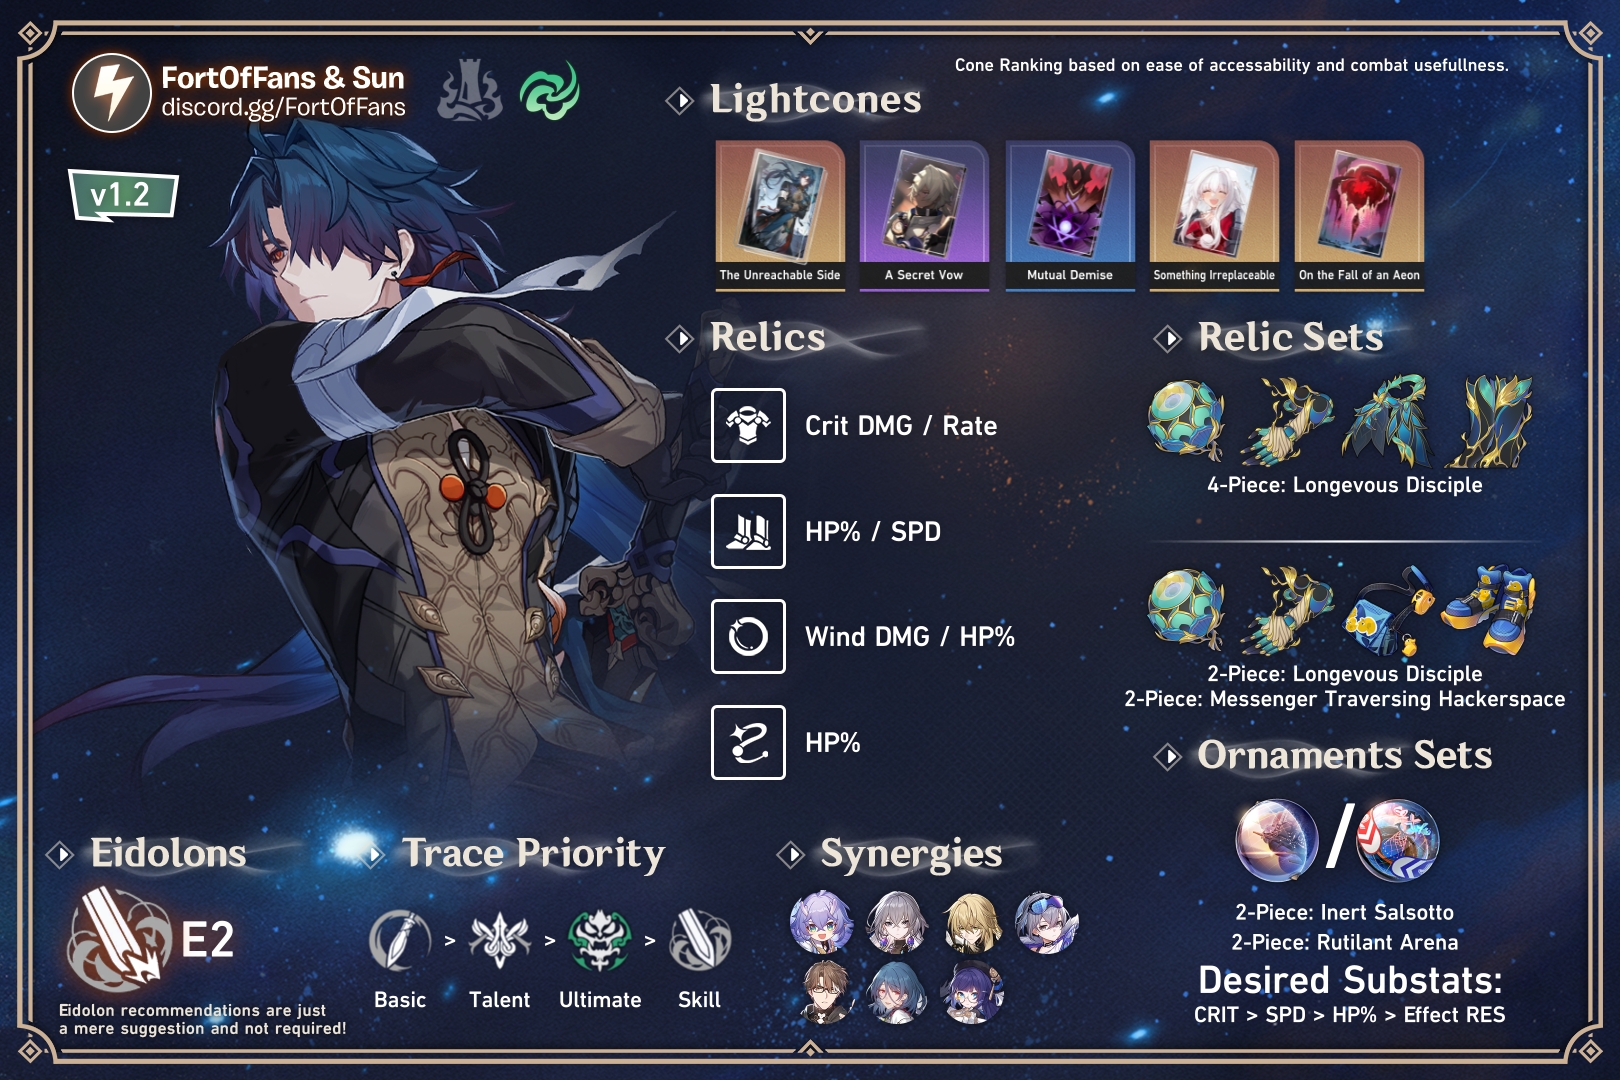 FortOfFans & Sun
discord.gg/FortOfFans
v1.2
Cone Ranking based on ease of accessability and combat usefullness.
Lightcones
The Unreachable Side
A Secret Vow
Mutual Demise
Something Irreplaceable
On the Fall of an Aeon
Relics
Crit DMG / Rate
HP% / SPD
Wind DMG / HP%
HP%
Relic Sets
4-Piece: Longevous Disciple
2-Piece: Longevous Disciple
2-Piece: Messenger Traversing Hackerspace
Ornaments Sets
/
2-Piece: Inert Salsotto
2-Piece: Rutilant Arena
Desired Substats:
CRIT > SPD > HP% > Effect RES
Eidolons
E2
Eidolon recommendations are just
a mere suggestion and not required!
Trace Priority
> > >
Basic Talent Ultimate Skill
Synergies